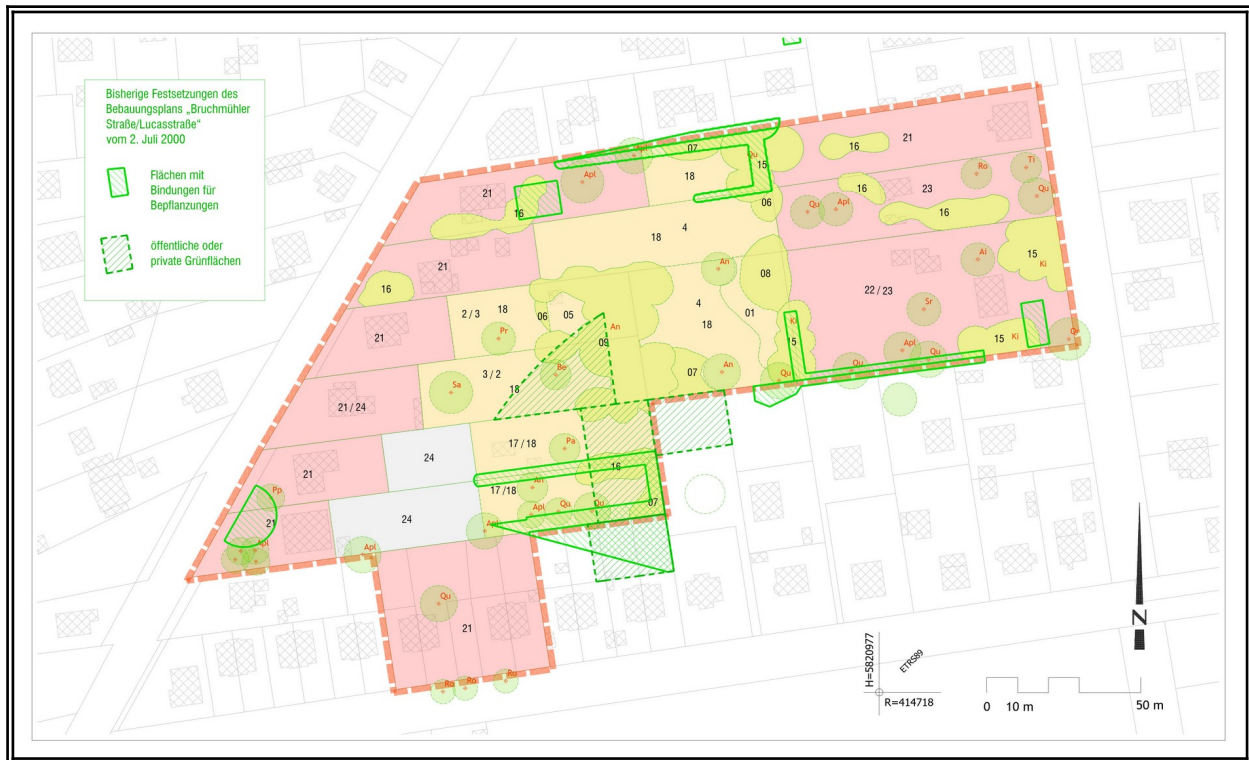 Bisherige Festsetzungen des
Bebauungsplans „Bruchmühler
Straße/Lucasstraße“
vom 2. Juli 2000
Flächen mit
Bindungen für
Bepflanzungen
öffentliche oder
private Grünflächen
21
Apl
07
Qu
15
16
21
Apl
18
Ro
Ti
Qu
21
16
06
Qu
Apl
16
23
16
18
4
21
16
An
08
Ai
15
Ki
22 / 23
2 / 3
18
06
05
4
18
01
Sr
Pr
An
09
Ki
15
15
Ki
21
Apl
Qu
Qu
3 / 2
18
Be
07
An
Qu
Qu
Sa
21 / 24
17 / 18
Pa
24
16
21
An
17 /18
Pp
Qu
Qu
07
21
24
Apl
Apl
Apl
Apl
Qu
21
Ro
Ro
Ro
H=5820977
ETRS89
R=414718
N
0 10 m 50 m